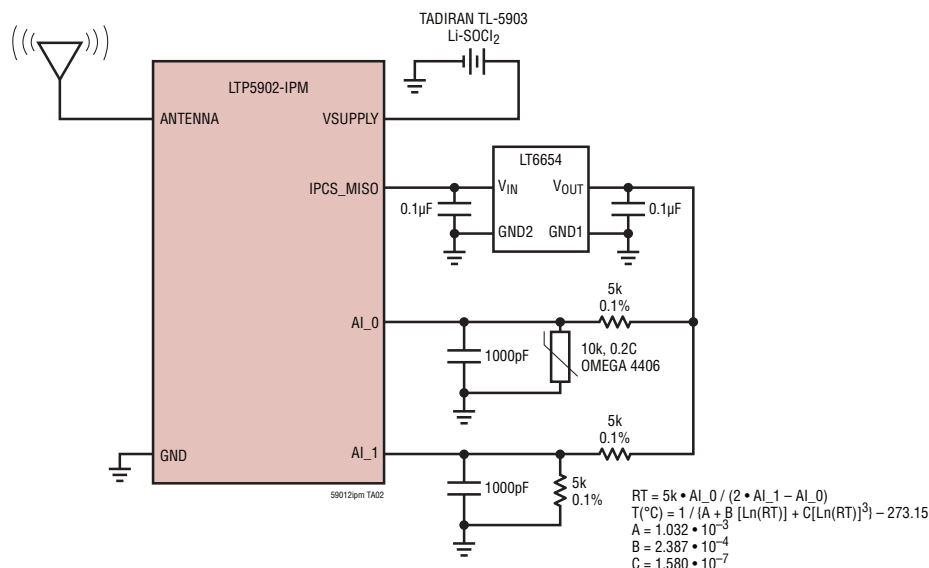 TADIRAN TL-5903
Li-SOCl₂
LTP5902-IPM
ANTENNA
VSUPPLY
LT6654
IPCS_MISO
V_IN
V_OUT
0.1µF
0.1µF
GND2
GND1
5k
0.1%
AI_0
1000pF
10k, 0.2C
OMEGA 4406
5k
0.1%
GND
AI_1
59012ipm TA02
1000pF
5k
0.1%
RT = 5k • AI_0 / (2 • AI_1 – AI_0)
T(°C) = 1 / {A + B [Ln(RT)] + C[Ln(RT)]³} – 273.15
A = 1.032 • 10⁻³
B = 2.387 • 10⁻⁴
C = 1.580 • 10⁻⁷